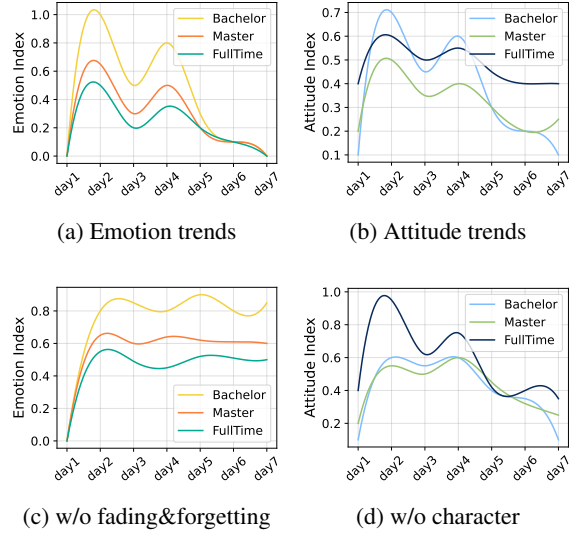 Emotion Index
1.0
0.8
0.6
0.4
0.2
0.0
Bachelor
Master
FullTime
day1 day2 day3 day4 day5 day6 day7
(a) Emotion trends
Attitude Index
0.7
0.6
0.5
0.4
0.3
0.2
0.1
Bachelor
Master
FullTime
day1 day2 day3 day4 day5 day6 day7
(b) Attitude trends
Emotion Index
0.8
0.6
0.4
0.2
0.0
Bachelor
Master
FullTime
day1 day2 day3 day4 day5 day6 day7
(c) w/o fading&forgetting
Attitude Index
1.0
0.8
0.6
0.4
0.2
Bachelor
Master
FullTime
day1 day2 day3 day4 day5 day6 day7
(d) w/o character